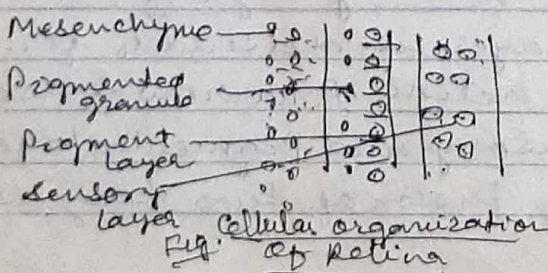 Mesenchyme
Pigmented
granule
Pigment
Layer
Sensory
layer
Fig. Cellular organization
of Retina